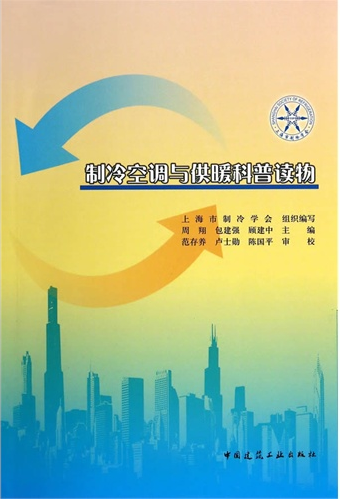 制冷空调与供暖科普读物
上海市制冷学会 组织编写
周翔 包建强 顾建中 主编
范存养 卢士勋 陈国平 审校
中国建筑工业出版社